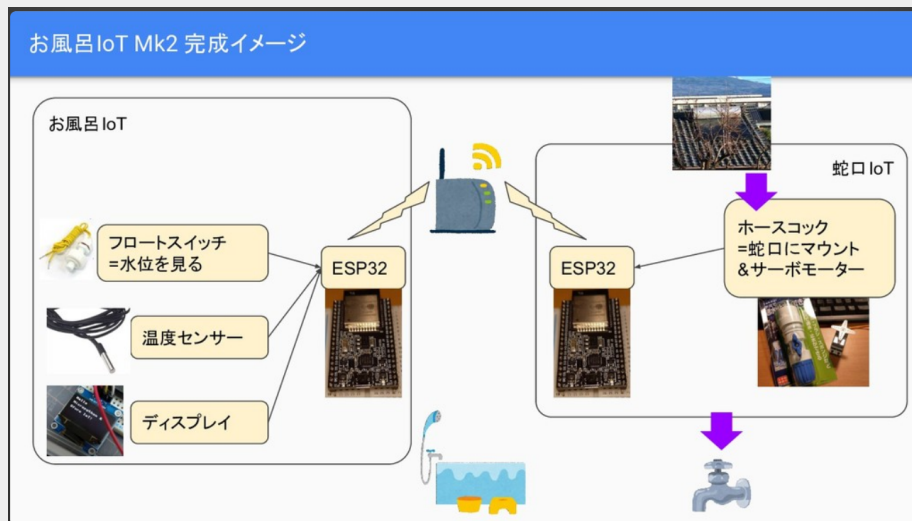 お風呂IoT Mk2 完成イメージ
お風呂IoT
フロートスイッチ
=水位を見る
温度センサー
ディスプレイ
ESP32
蛇口IoT
ホースコック
=蛇口にマウント
&サーボモーター
ESP32